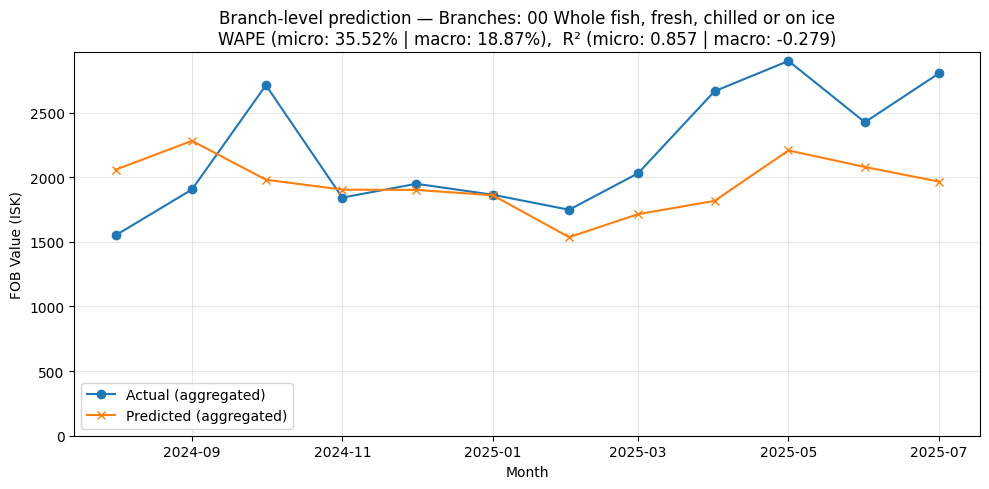 Branch-level prediction — Branches: 00 Whole fish, fresh, chilled or on ice
WAPE (micro: 35.52% | macro: 18.87%),  R² (micro: 0.857 | macro: -0.279)
FOB Value (ISK)
2500
2000
1500
1000
500
0
Actual (aggregated)
Predicted (aggregated)
2024-09
2024-11
2025-01
2025-03
2025-05
2025-07
Month